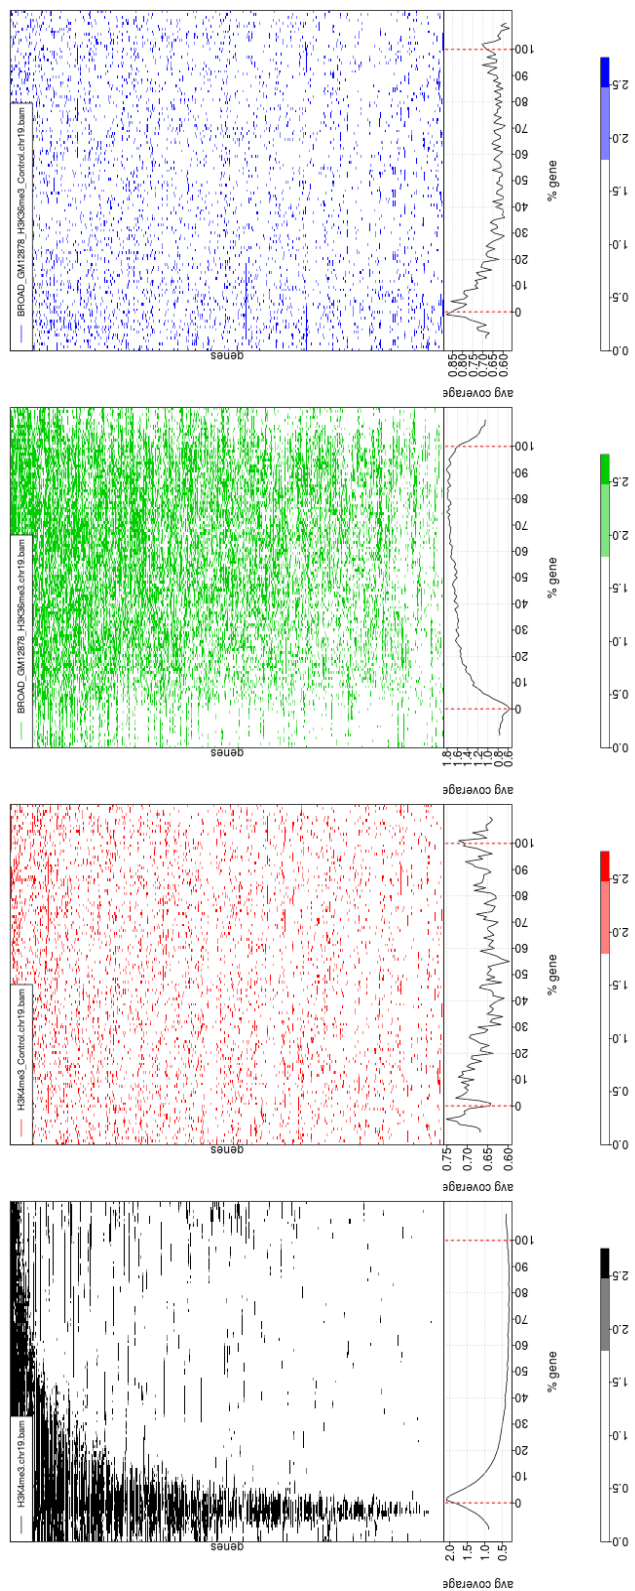 H3K4me3.chr19.bam
genes
avg coverage
2.0
1.5
1.0
0.5
0 10 20 30 40 50 60 70 80 90 100
% gene
0.0 0.5 1.0 1.5 2.0 2.5
H3K4me3_Control.chr19.bam
genes
avg coverage
0.75
0.70
0.65
0.60
0 10 20 30 40 50 60 70 80 90 100
% gene
0.0 0.5 1.0 1.5 2.0 2.5
BROAD_GM12878_H3K36me3.chr19.bam
genes
avg coverage
1.8
1.6
1.4
1.2
1.0
0.8
0.6
0 10 20 30 40 50 60 70 80 90 100
% gene
0.0 0.5 1.0 1.5 2.0 2.5
BROAD_GM12878_H3K36me3_Control.chr19.bam
genes
avg coverage
0.85
0.80
0.75
0.70
0.65
0.60
0 10 20 30 40 50 60 70 80 90 100
% gene
0.0 0.5 1.0 1.5 2.0 2.5